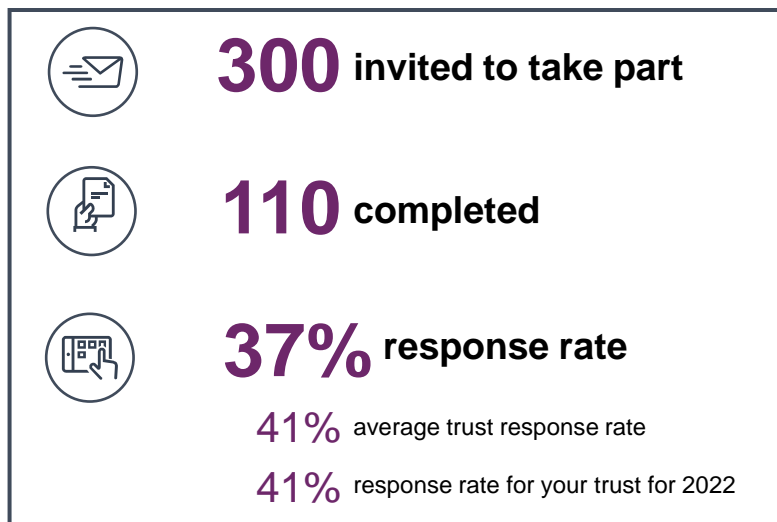 300 invited to take part
110 completed
37% response rate
41% average trust response rate
41% response rate for your trust for 2022